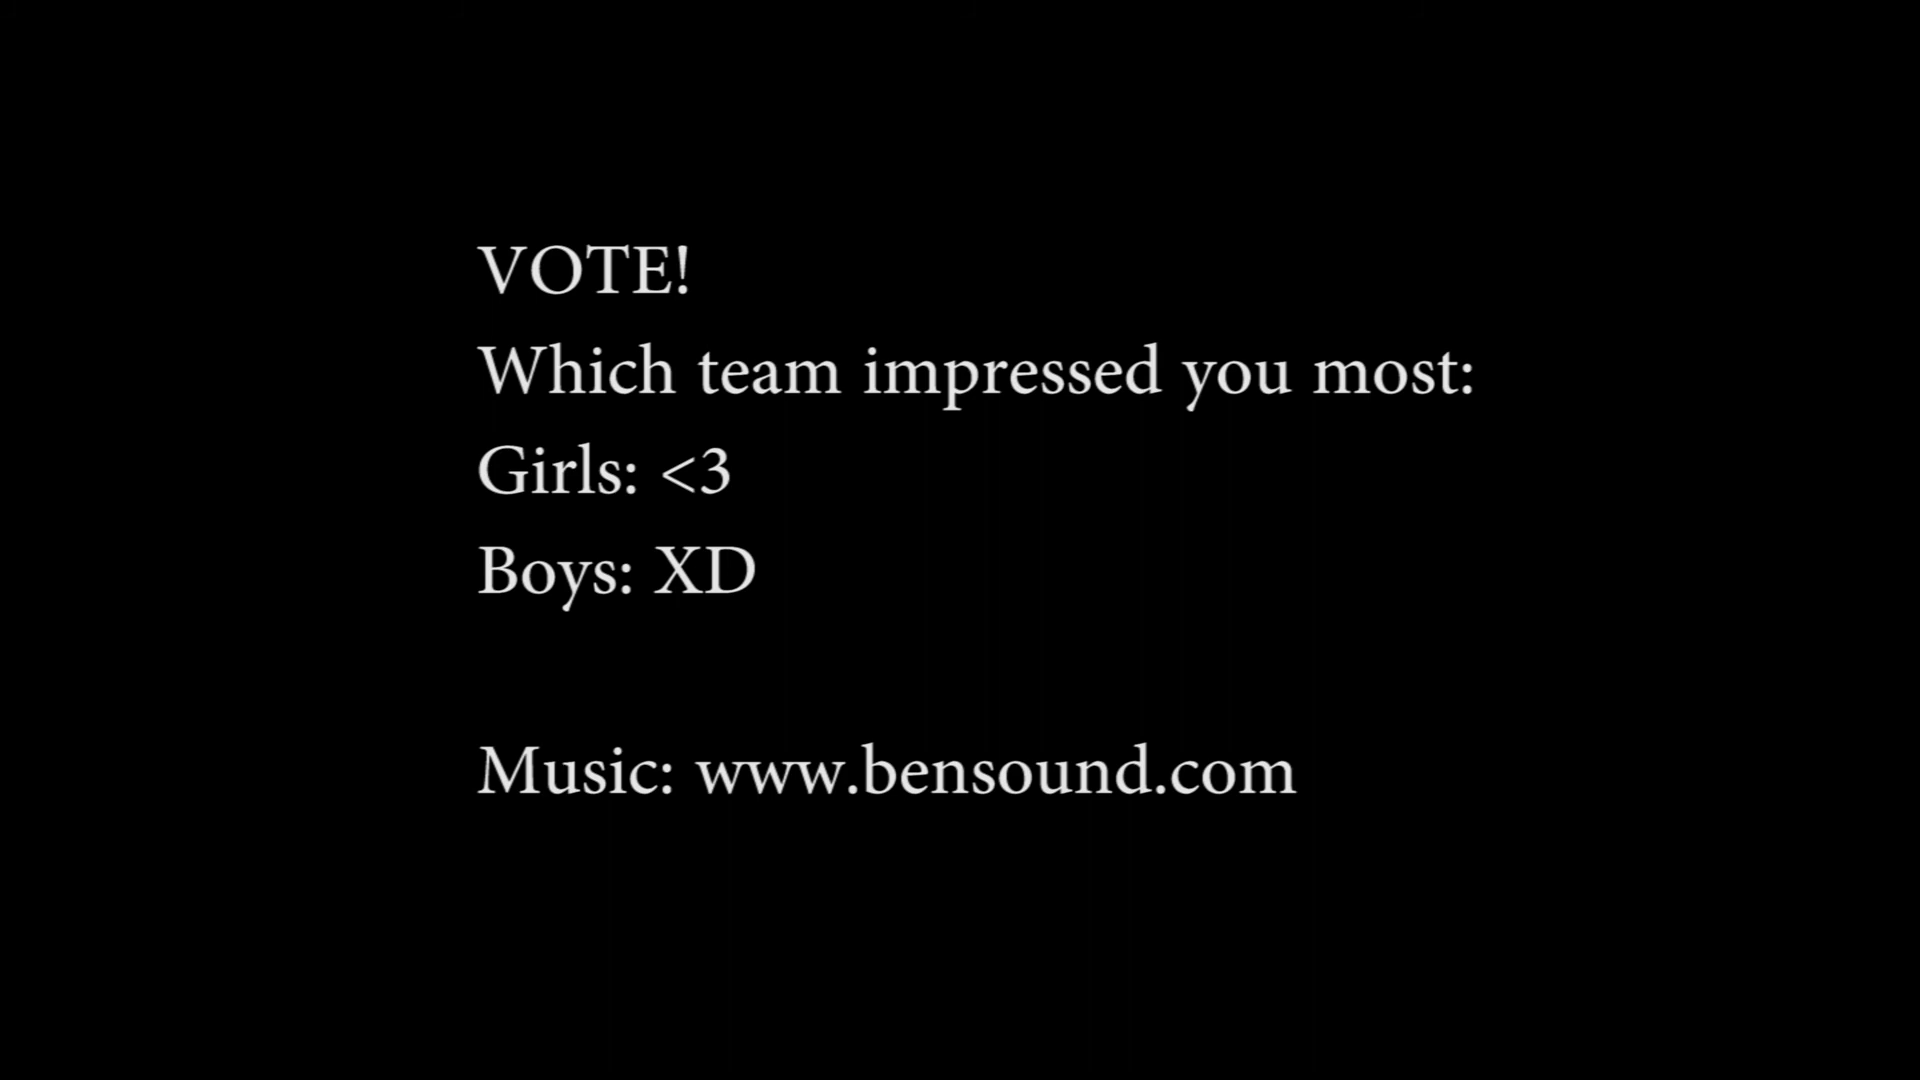 VOTE!
Which team impressed you most:
Girls: <3
Boys: XD
Music: www.bensound.com